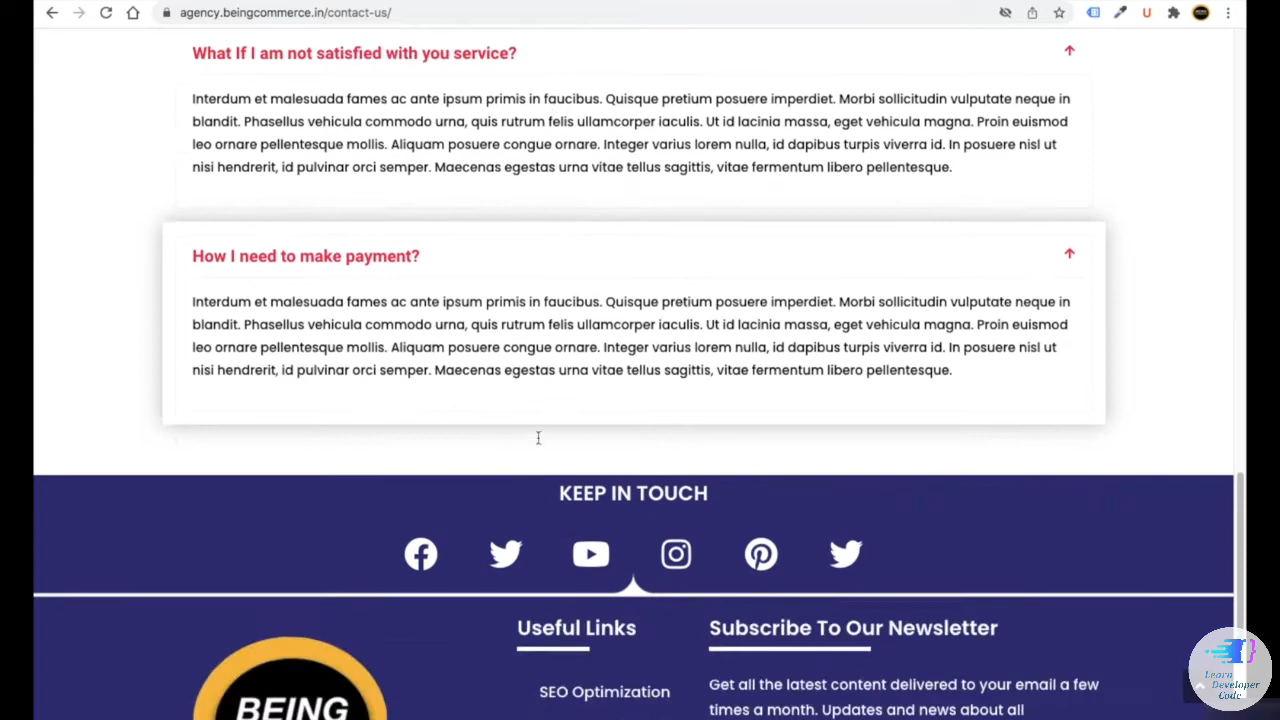 agency.beingcommerce.in/contact-us/
What If I am not satisfied with you service?
Interdum et malesuada fames ac ante ipsum primis in faucibus. Quisque pretium posuere imperdiet. Morbi sollicitudin vulputate neque in
blandit. Phasellus vehicula commodo urna, quis rutrum felis ullamcorper iaculis. Ut id lacinia massa, eget vehicula magna. Proin euismod
leo ornare pellentesque mollis. Aliquam posuere congue ornare. Integer varius lorem nulla, id dapibus turpis viverra id. In posuere nisl ut
nisi hendrerit, id pulvinar orci semper. Maecenas egestas urna vitae tellus sagittis, vitae fermentum libero pellentesque.
How I need to make payment?
Interdum et malesuada fames ac ante ipsum primis in faucibus. Quisque pretium posuere imperdiet. Morbi sollicitudin vulputate neque in
blandit. Phasellus vehicula commodo urna, quis rutrum felis ullamcorper iaculis. Ut id lacinia massa, eget vehicula magna. Proin euismod
leo ornare pellentesque mollis. Aliquam posuere congue ornare. Integer varius lorem nulla, id dapibus turpis viverra id. In posuere nisl ut
nisi hendrerit, id pulvinar orci semper. Maecenas egestas urna vitae tellus sagittis, vitae fermentum libero pellentesque.
KEEP IN TOUCH
Useful Links
Subscribe To Our Newsletter
SEO Optimization
Get all the latest content delivered to your email a few
times a month. Updates and news about all
BEING
Learn
Developer
Code